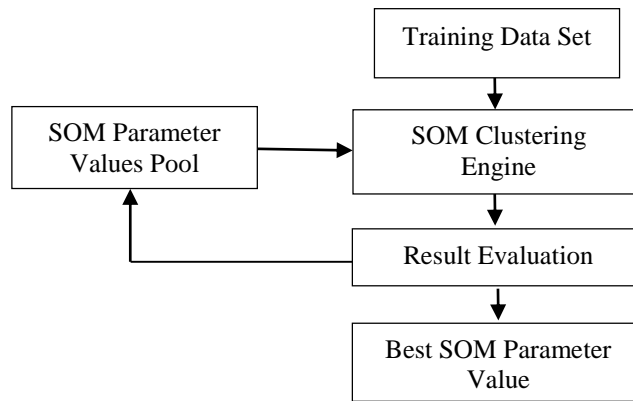 Training Data Set
SOM Parameter
Values Pool
SOM Clustering
Engine
Result Evaluation
Best SOM Parameter
Value